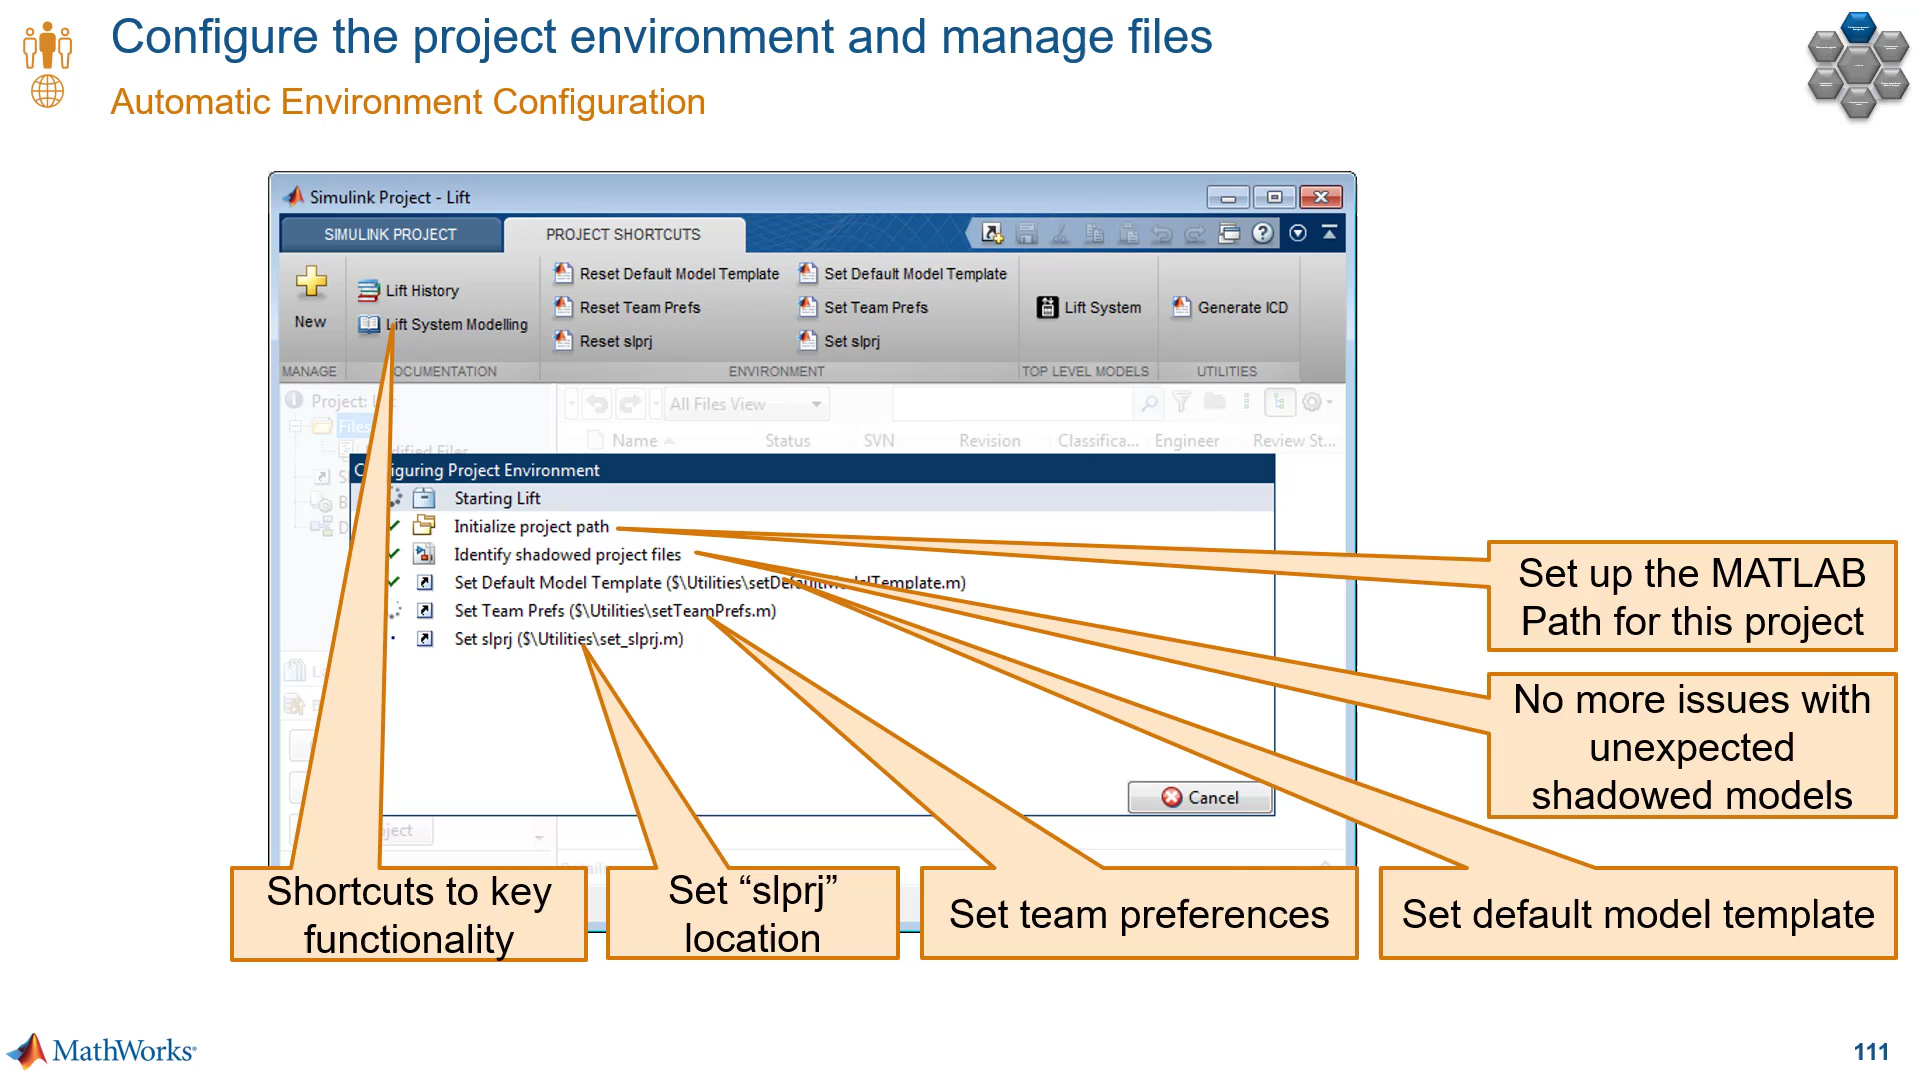 Configure the project environment and manage files
Automatic Environment Configuration
Simulink Project - Lift
SIMULINK PROJECT
PROJECT SHORTCUTS
New
MANAGE
Lift History
Lift System Modelling
OCUMENTATION
Reset Default Model Template
Reset Team Prefs
Reset slprj
Set Default Model Template
Set Team Prefs
Set slprj
ENVIRONMENT
Lift System
TOP LEVEL MODELS
Generate ICD
UTILITIES
Project:
Files
All Files View
Name Status SVN Revision Classifica... Engineer Review St...
dified Files
C iguring Project Environment
Starting Lift
Initialize project path
Identify shadowed project files
Set Default Model Template ($\Utilities\setDefaultModelTemplate.m)
Set Team Prefs ($\Utilities\setTeamPrefs.m)
Set slprj ($\Utilities\set_slprj.m)
Cancel
ject
Set up the MATLAB
Path for this project
No more issues with
unexpected
shadowed models
Shortcuts to key
functionality
Set “slprj”
location
Set team preferences
Set default model template
MathWorks®
111